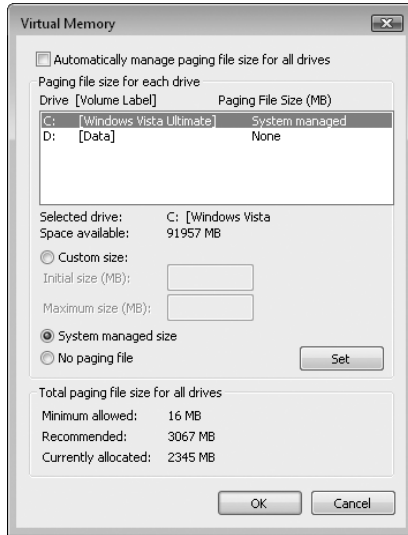 Virtual Memory
Automatically manage paging file size for all drives
Paging file size for each drive
Drive [Volume Label] Paging File Size (MB)
C: [Windows Vista Ultimate] System managed
D: [Data] None
Selected drive: C: [Windows Vista
Space available: 91957 MB
Custom size:
Initial size (MB):
Maximum size (MB):
System managed size
No paging file
Set
Total paging file size for all drives
Minimum allowed: 16 MB
Recommended: 3067 MB
Currently allocated: 2345 MB
OK Cancel